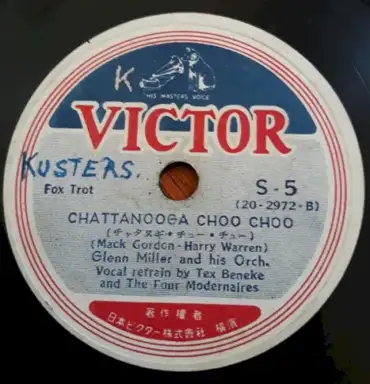 K
HIS MASTERS VOICE
VICTOR
KUSTERS.
Fox Trot
S-5
(20-2972-B)
CHATTANOOGA CHOO CHOO
(チャタヌギ・チュー・チュー)
(Mack Gordon-Harry Warren)
Glenn Miller and his Orch.
Vocal refrain by Tex Beneke
and The Four Modernaires
著作権者
日本ビクター株式会社 横浜